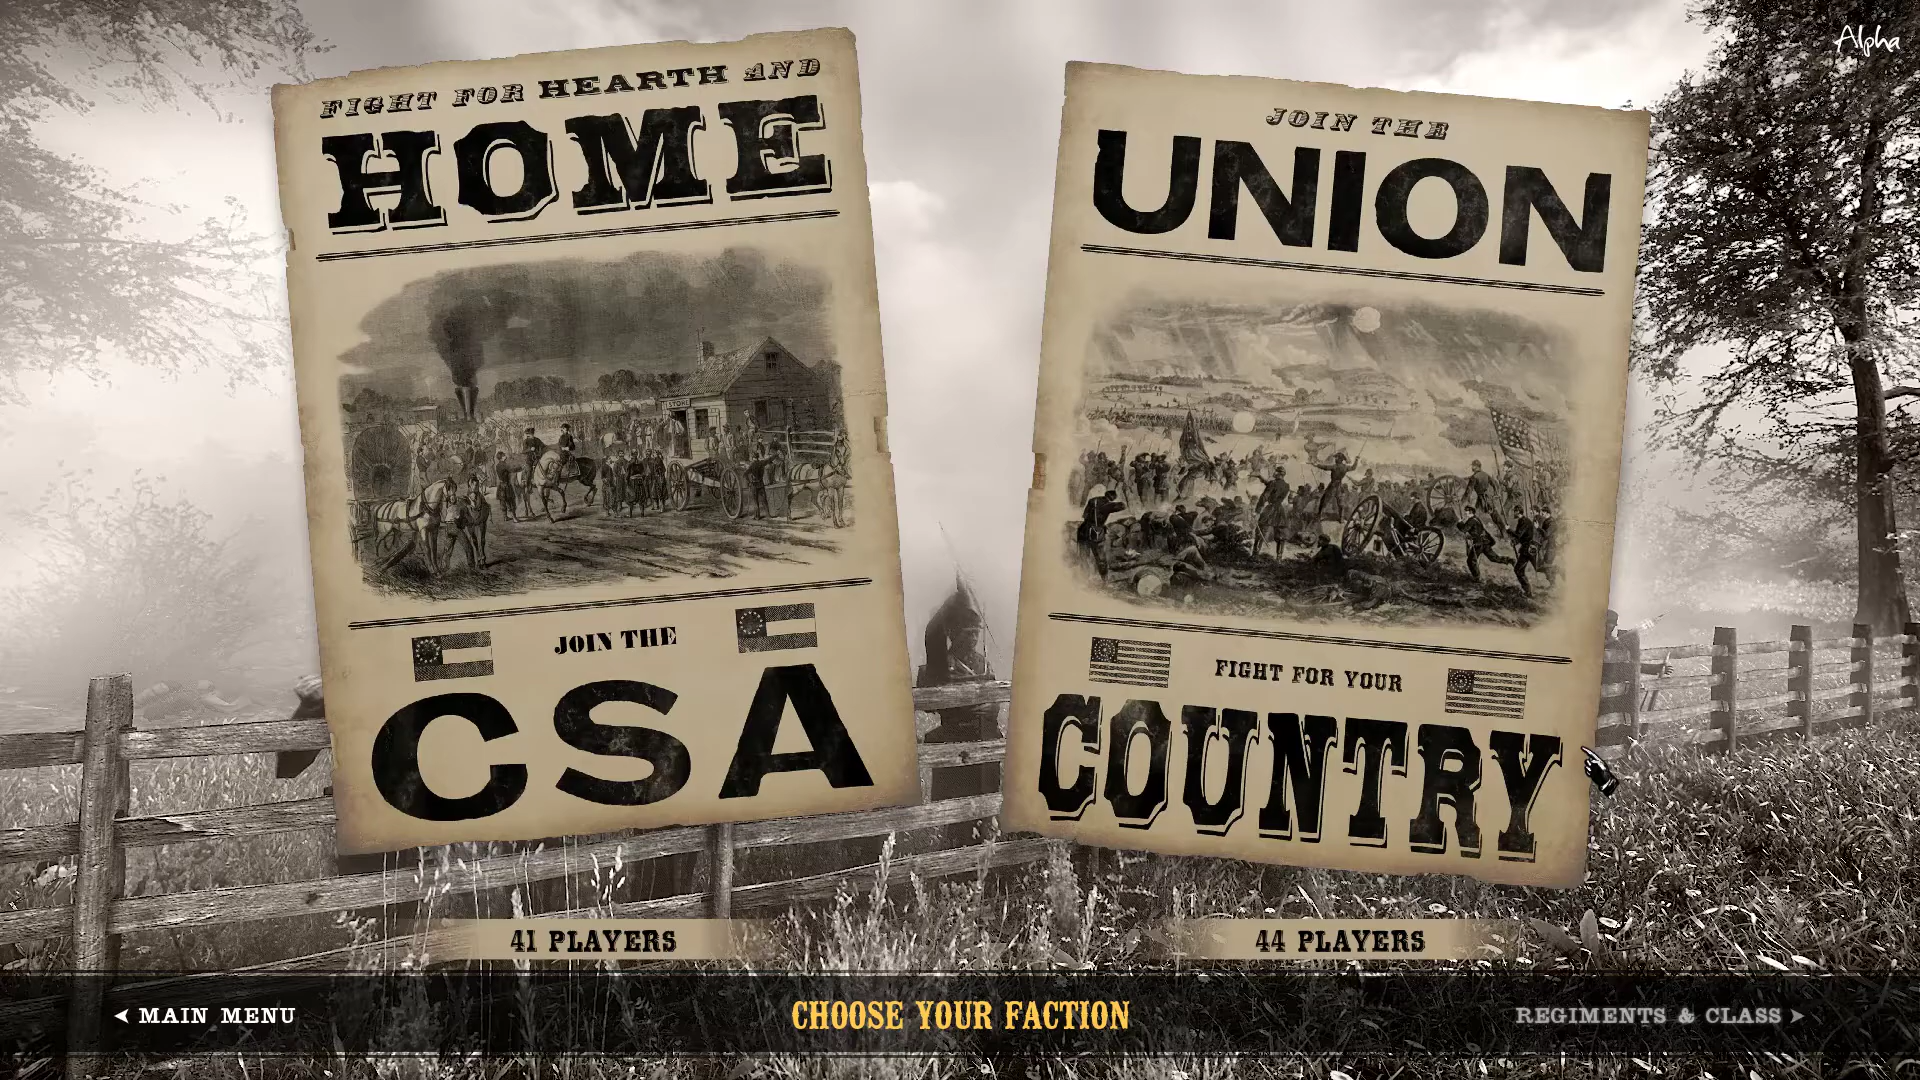 Alpha
FIGHT FOR HEARTH AND
HOME
STORE
JOIN THE
CSA
JOIN THE
UNION
FIGHT FOR YOUR
COUNTRY
41 PLAYERS
44 PLAYERS
MAIN MENU
CHOOSE YOUR FACTION
REGIMENTS & CLASS